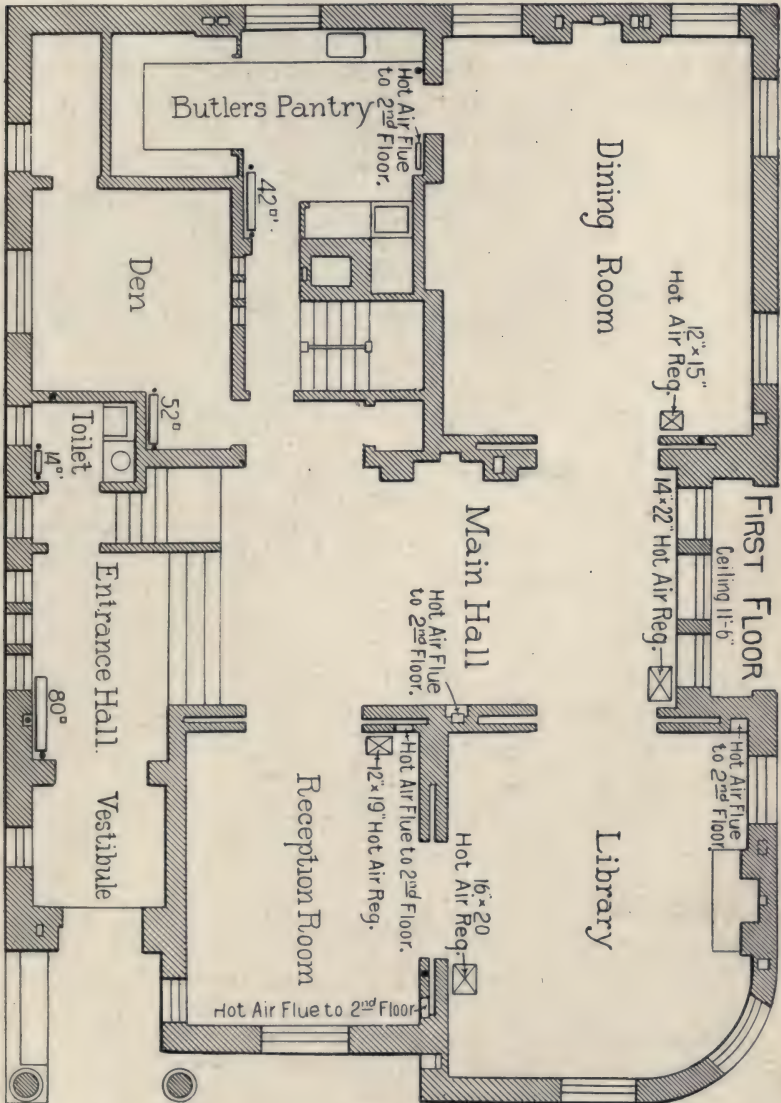 FIRST FLOOR
Ceiling 11'-6"
Dining Room
12" x 15"
Hot Air Reg.
14" x 22" Hot Air Reg.
Butlers Pantry
Hot Air Flue
to 2nd Floor.
42□'.
Den
52□
Toilet
14□'.
Main Hall
Hot Air Flue
to 2nd Floor.
Entrance Hall.
80□
Vestibule
Reception Room
Hot Air Flue to 2nd Floor.
12" x 19" Hot Air Reg.
Hot Air Flue to 2nd Floor
Library
16" x 20
Hot Air Reg.
Hot Air Flue
to 2nd Floor.